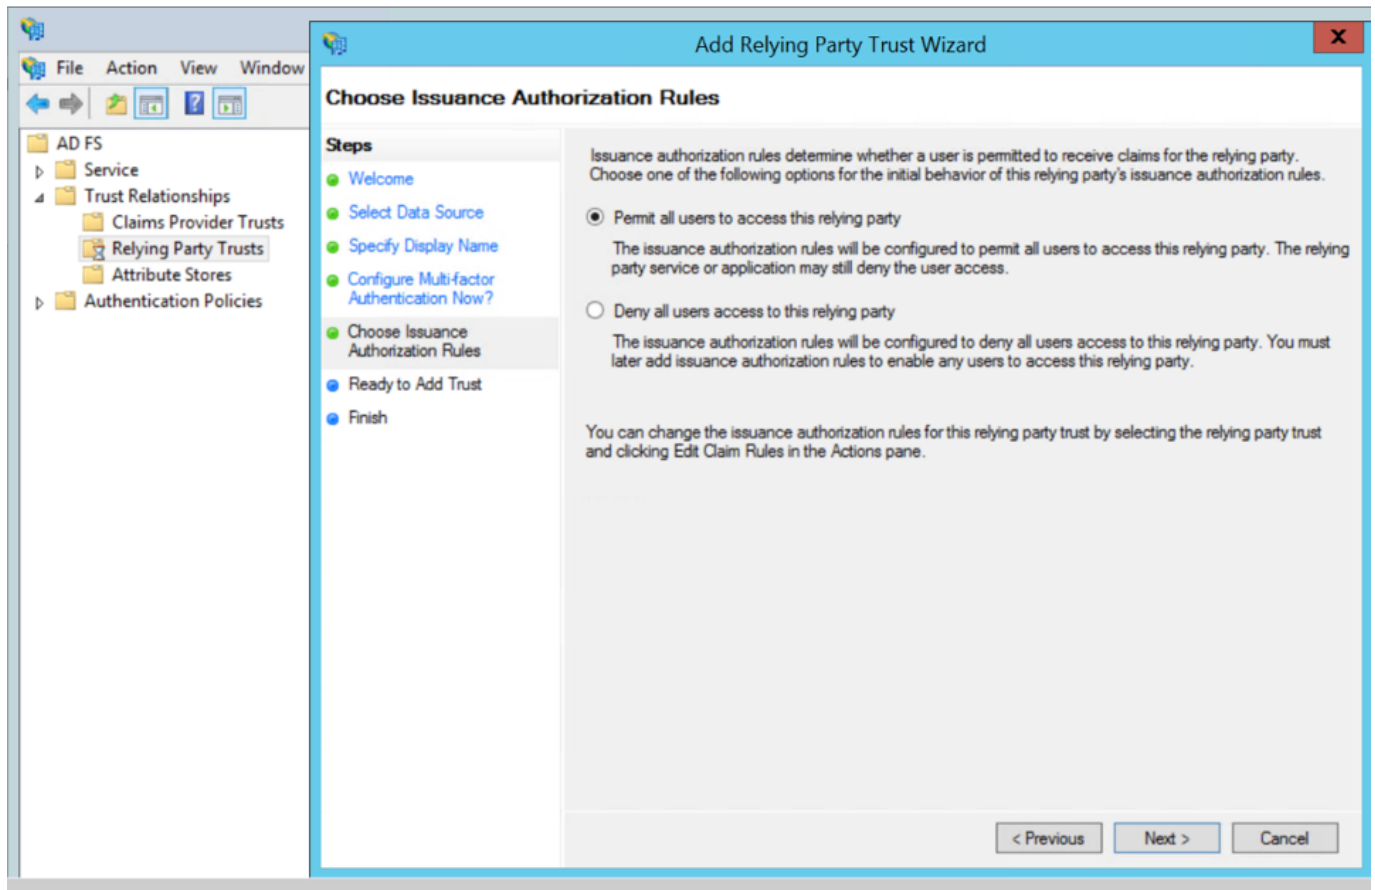 Add Relying Party Trust Wizard
X
File Action View Window
Choose Issuance Authorization Rules
AD FS
Service
Trust Relationships
Claims Provider Trusts
Relying Party Trusts
Attribute Stores
Authentication Policies
Steps
Welcome
Select Data Source
Specify Display Name
Configure Multi-factor
Authentication Now?
Choose Issuance
Authorization Rules
Ready to Add Trust
Finish
Issuance authorization rules determine whether a user is permitted to receive claims for the relying party.
Choose one of the following options for the initial behavior of this relying party's issuance authorization rules.
Permit all users to access this relying party
The issuance authorization rules will be configured to permit all users to access this relying party. The relying
party service or application may still deny the user access.
Deny all users access to this relying party
The issuance authorization rules will be configured to deny all users access to this relying party. You must
later add issuance authorization rules to enable any users to access this relying party.
You can change the issuance authorization rules for this relying party trust by selecting the relying party trust
and clicking Edit Claim Rules in the Actions pane.
< Previous Next > Cancel